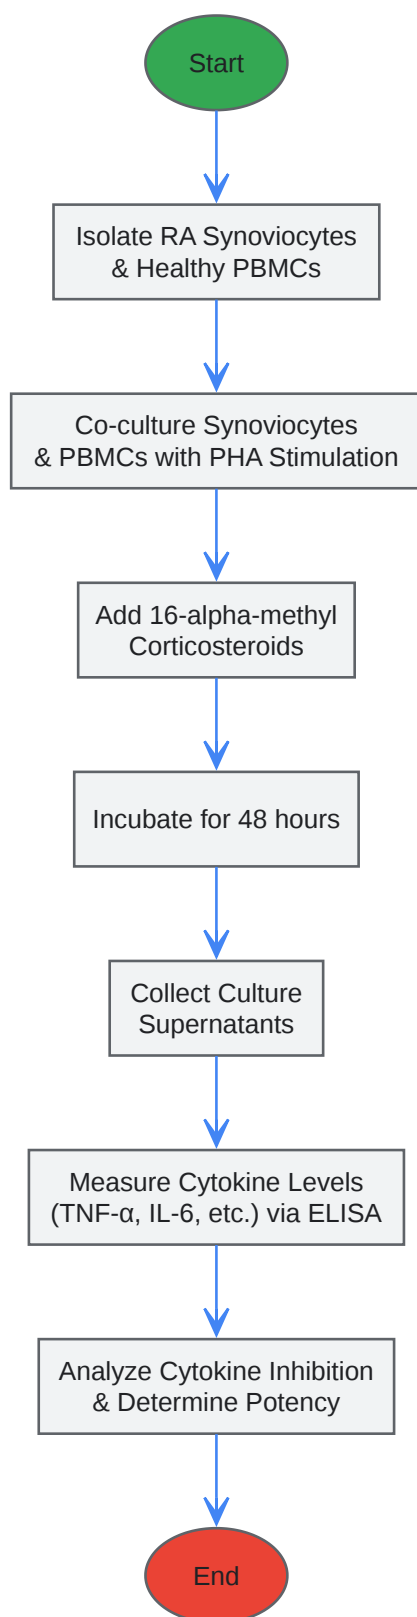 Start
Isolate RA Synoviocytes
& Healthy PBMCs
Co-culture Synoviocytes
& PBMCs with PHA Stimulation
Add 16-alpha-methyl
Corticosteroids
Incubate for 48 hours
Collect Culture
Supernatants
Measure Cytokine Levels
(TNF-α, IL-6, etc.) via ELISA
Analyze Cytokine Inhibition
& Determine Potency
End